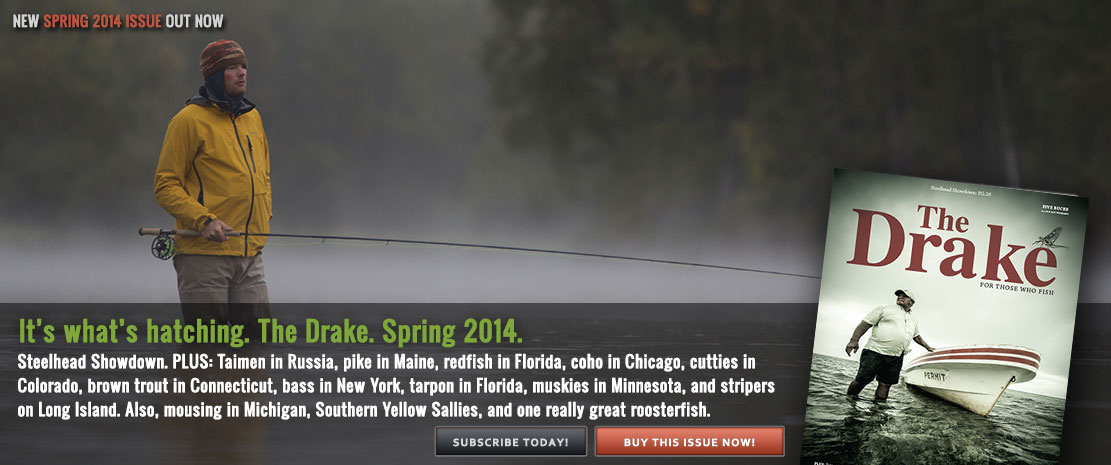 NEW SPRING 2014 ISSUE OUT NOW
It's what's hatching. The Drake. Spring 2014.
Steelhead Showdown. PLUS: Taimen in Russia, pike in Maine, redfish in Florida, coho in Chicago, cutties in
Colorado, brown trout in Connecticut, bass in New York, tarpon in Florida, muskies in Minnesota, and stripers
on Long Island. Also, mousing in Michigan, Southern Yellow Sallies, and one really great roosterfish.
SUBSCRIBE TODAY!
BUY THIS ISSUE NOW!
Steelhead Showdown: PG.38
FIVE BUCKS
The
Drake
FOR THOSE WHO FISH
PERMIT